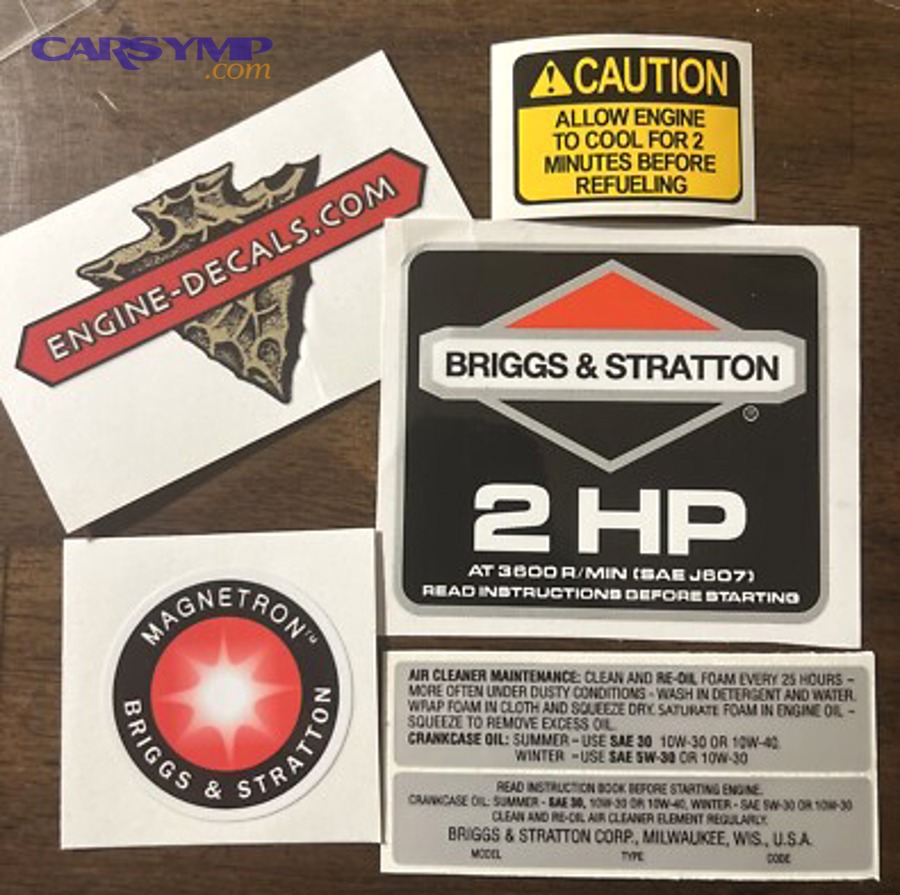 CARSYMP
.com
CAUTION
ALLOW ENGINE
TO COOL FOR 2
MINUTES BEFORE
REFUELING
ENGINE-DECALS.COM
BRIGGS & STRATTON
®
2 HP
AT 3600 R/MIN (SAE J607)
READ INSTRUCTIONS BEFORE STARTING
MAGNETRON™
BRIGGS & STRATTON
AIR CLEANER MAINTENANCE: CLEAN AND RE-OIL FOAM EVERY 25 HOURS –
MORE OFTEN UNDER DUSTY CONDITIONS - WASH IN DETERGENT AND WATER.
WRAP FOAM IN CLOTH AND SQUEEZE DRY. SATURATE FOAM IN ENGINE OIL –
SQUEEZE TO REMOVE EXCESS OIL.
CRANKCASE OIL: SUMMER – USE SAE 30 10W-30 OR 10W-40.
WINTER – USE SAE 5W-30 OR 10W-30
READ INSTRUCTION BOOK BEFORE STARTING ENGINE.
CRANKCASE OIL: SUMMER - SAE 30, 10W-30 OR 10W-40, WINTER - SAE 5W-30 OR 10W-30
CLEAN AND RE-OIL AIR CLEANER ELEMENT REGULARLY.
BRIGGS & STRATTON CORP., MILWAUKEE, WIS., U.S.A.
MODEL TYPE CODE